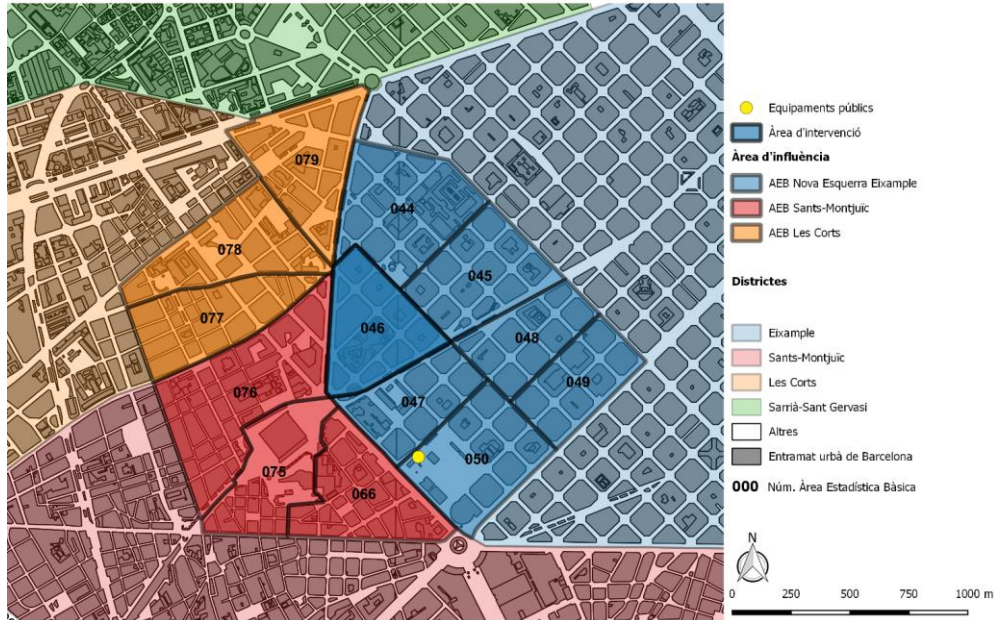 079
044
078
045
077
046
048
076
047
049
075
050
066
Equipaments públics
Àrea d'intervenció
Àrea d'influència
AEB Nova Esquerra Eixample
AEB Sants-Montjuïc
AEB Les Corts
Districtes
Eixample
Sants-Montjuïc
Les Corts
Sarrià-Sant Gervasi
Altres
Entramat urbà de Barcelona
000 Núm. Àrea Estadística Bàsica
N
0 250 500 750 1000 m